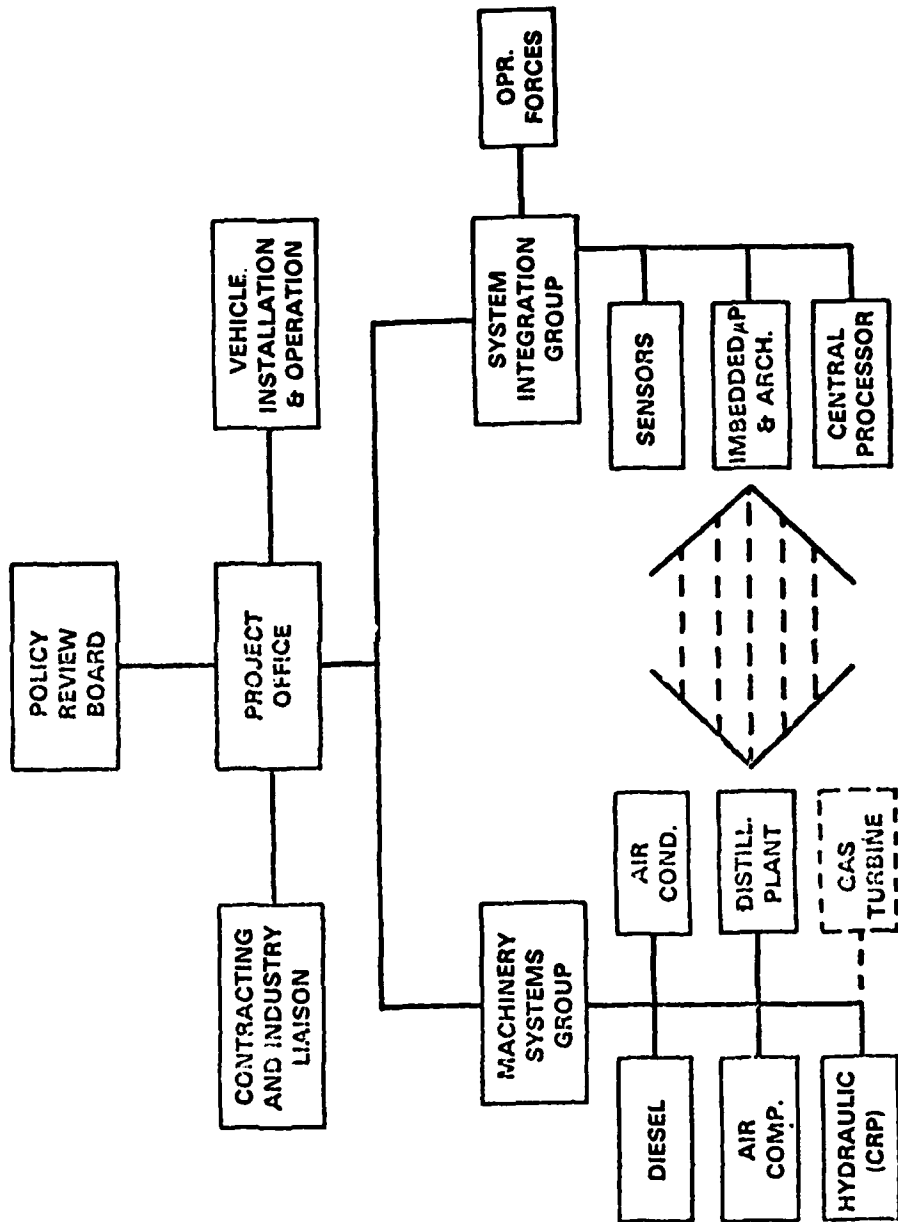 POLICY
REVIEW
BOARD
CONTRACTING
AND INDUSTRY
LIAISON
PROJECT
OFFICE
VEHICLE
INSTALLATION
& OPERATION
MACHINERY
SYSTEMS
GROUP
SYSTEM
INTEGRATION
GROUP
OPR.
FORCES
DIESEL
AIR
COND.
AIR
COMP.
DISTILL.
PLANT
HYDRAULIC
(CRP)
GAS
TURBINE
SENSORS
IMBEDDED μP
& ARCH.
CENTRAL
PROCESSOR